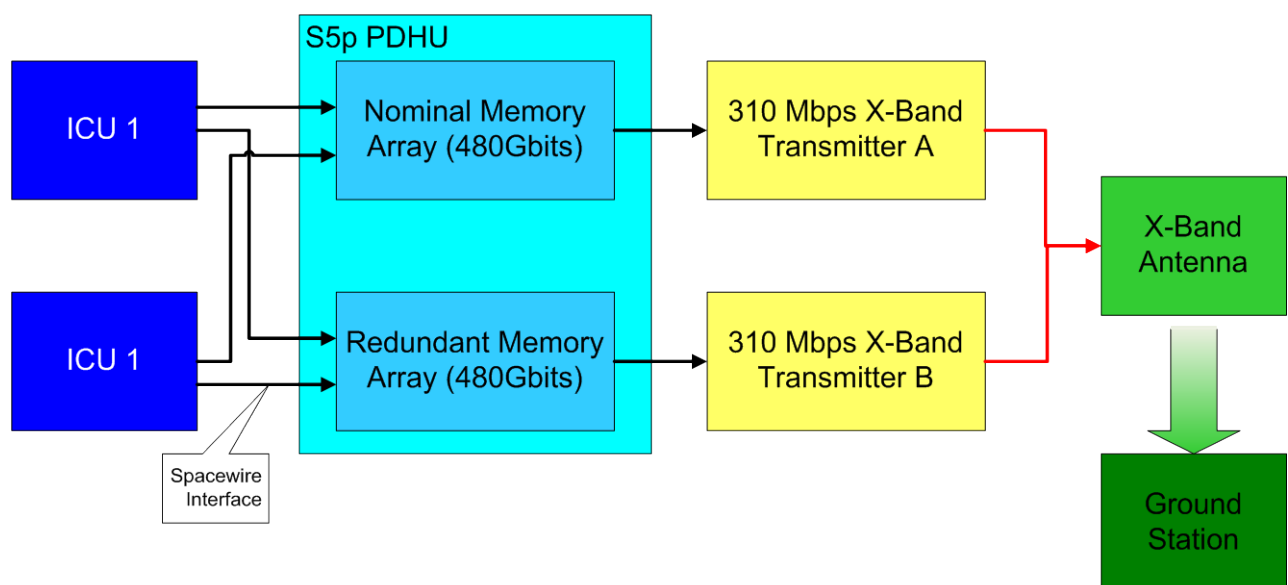 S5p PDHU
ICU 1
Nominal Memory
Array (480Gbits)
310 Mbps X-Band
Transmitter A
X-Band
Antenna
ICU 1
Redundant Memory
Array (480Gbits)
310 Mbps X-Band
Transmitter B
Spacewire
Interface
Ground
Station